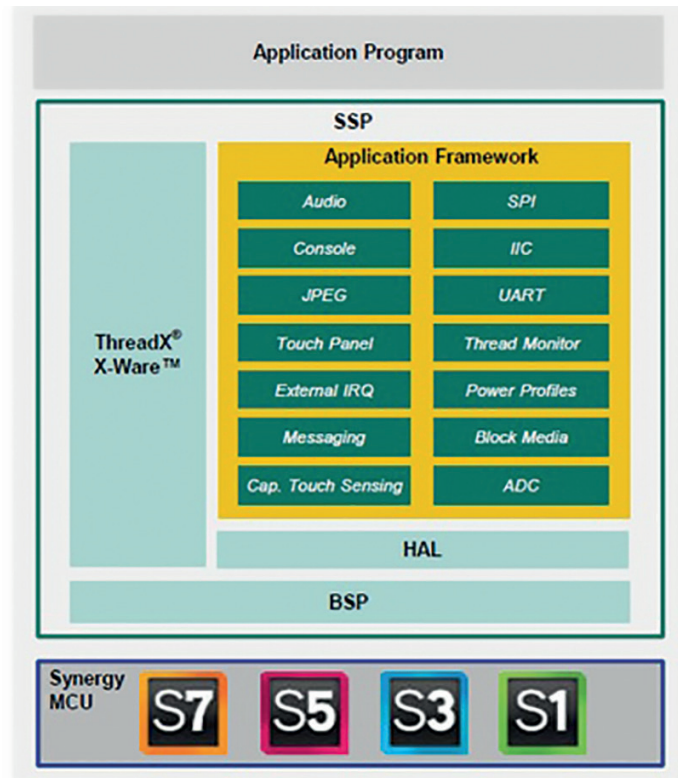 Application Program
SSP
Application Framework
Audio
SPI
Console
IIC
JPEG
UART
Touch Panel
Thread Monitor
External IRQ
Power Profiles
Messaging
Block Media
Cap. Touch Sensing
ADC
ThreadX®
X-Ware™
HAL
BSP
Synergy
MCU
S7
S5
S3
S1